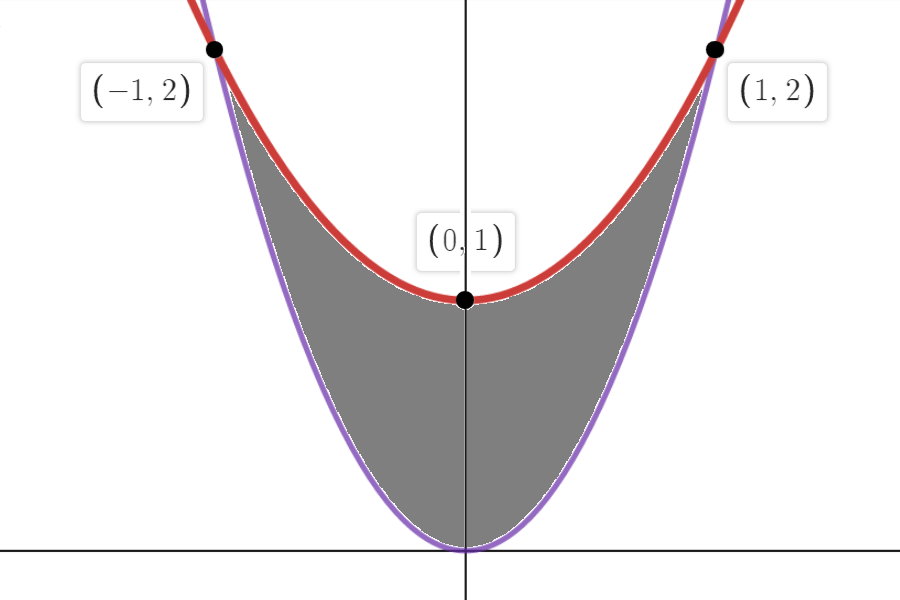 (−1, 2)
(1, 2)
(0, 1)